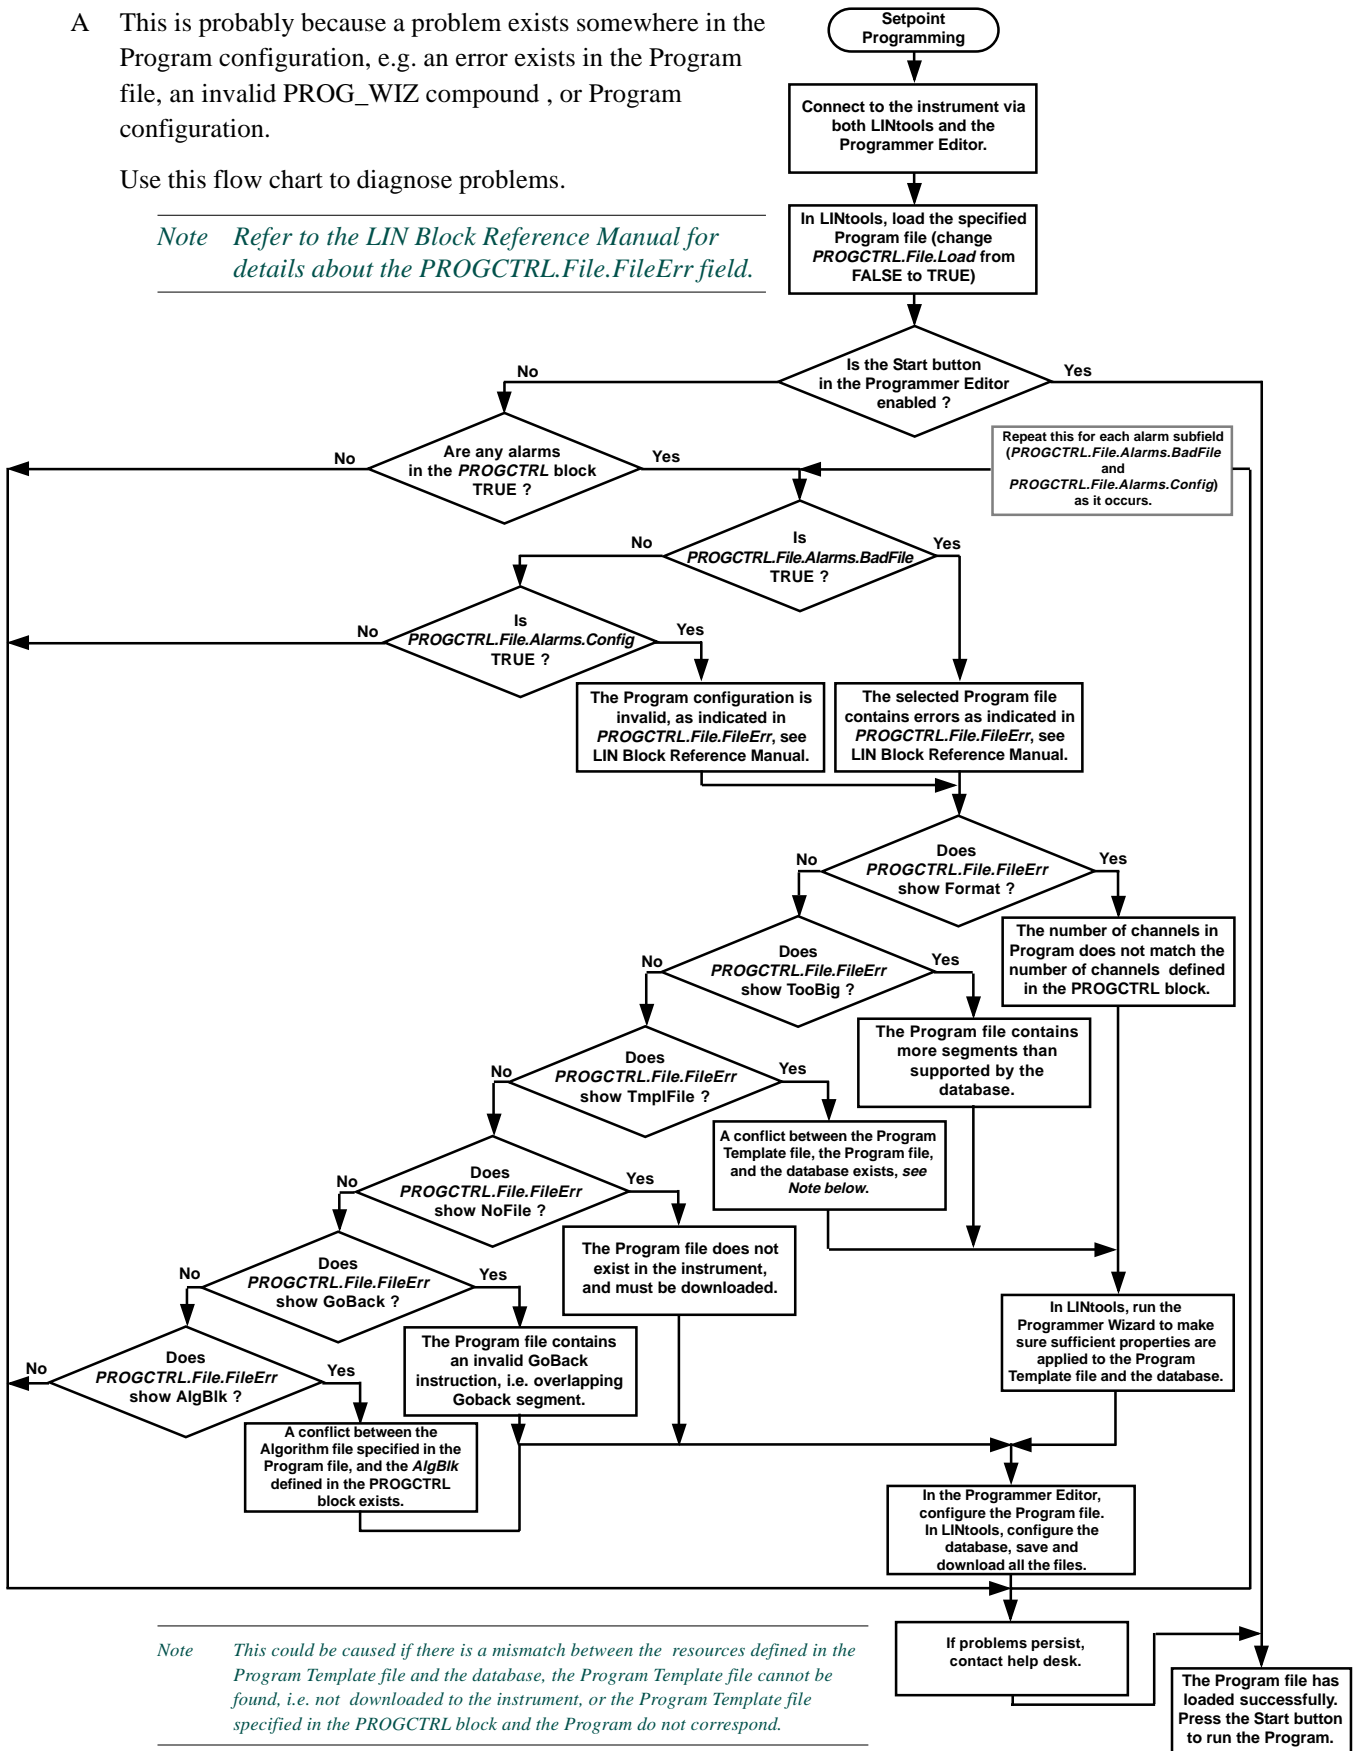 A This is probably because a problem exists somewhere in the
Program configuration, e.g. an error exists in the Program
file, an invalid PROG_WIZ compound , or Program
configuration.
Use this flow chart to diagnose problems.
Note Refer to the LIN Block Reference Manual for
details about the PROGCTRL.File.FileErr field.
Setpoint
Programming
Connect to the instrument via
both LINtools and the
Programmer Editor.
In LINtools, load the specified
Program file (change
PROGCTRL.File.Load from
FALSE to TRUE)
Is the Start button
in the Programmer Editor
enabled ?
No
Yes
Are any alarms
in the PROGCTRL block
TRUE ?
No
Yes
Repeat this for each alarm subfield
(PROGCTRL.File.Alarms.BadFile
and
PROGCTRL.File.Alarms.Config)
as it occurs.
Is
PROGCTRL.File.Alarms.BadFile
TRUE ?
No
Yes
Is
PROGCTRL.File.Alarms.Config
TRUE ?
No
Yes
The Program configuration is
invalid, as indicated in
PROGCTRL.File.FileErr, see
LIN Block Reference Manual.
The selected Program file
contains errors as indicated in
PROGCTRL.File.FileErr, see
LIN Block Reference Manual.
Does
PROGCTRL.File.FileErr
show Format ?
No
Yes
The number of channels in
Program does not match the
number of channels defined
in the PROGCTRL block.
Does
PROGCTRL.File.FileErr
show TooBig ?
No
Yes
The Program file contains
more segments than
supported by the
database.
Does
PROGCTRL.File.FileErr
show TmplFile ?
No
Yes
A conflict between the Program
Template file, the Program file,
and the database exists, see
Note below.
Does
PROGCTRL.File.FileErr
show NoFile ?
No
Yes
The Program file does not
exist in the instrument,
and must be downloaded.
Does
PROGCTRL.File.FileErr
show GoBack ?
No
Yes
The Program file contains
an invalid GoBack
instruction, i.e. overlapping
Goback segment.
In LINtools, run the
Programmer Wizard to make
sure sufficient properties are
applied to the Program
Template file and the database.
Does
PROGCTRL.File.FileErr
show AlgBlk ?
No
Yes
A conflict between the
Algorithm file specified in the
Program file, and the AlgBlk
defined in the PROGCTRL
block exists.
In the Programmer Editor,
configure the Program file.
In LINtools, configure the
database, save and
download all the files.
If problems persist,
contact help desk.
The Program file has
loaded successfully.
Press the Start button
to run the Program.
Note This could be caused if there is a mismatch between the resources defined in the
Program Template file and the database, the Program Template file cannot be
found, i.e. not downloaded to the instrument, or the Program Template file
specified in the PROGCTRL block and the Program do not correspond.